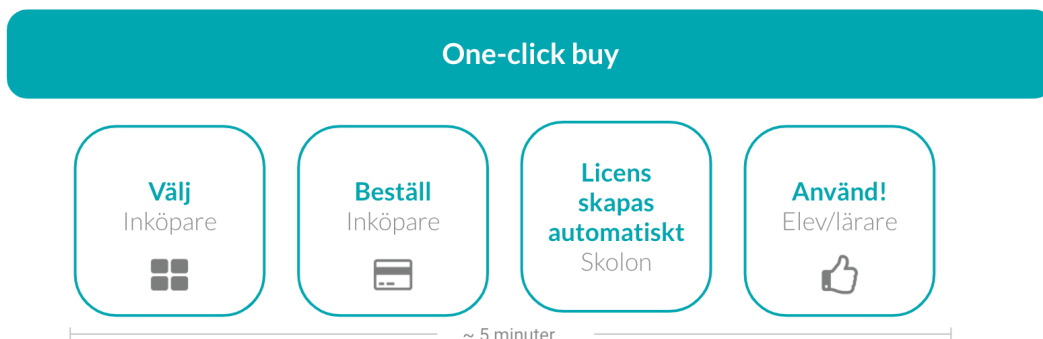 One-click buy
Välj
Inköpare
Beställ
Inköpare
Licens
skapas
automatiskt
Skolon
Använd!
Elev/lärare
~ 5 minuter